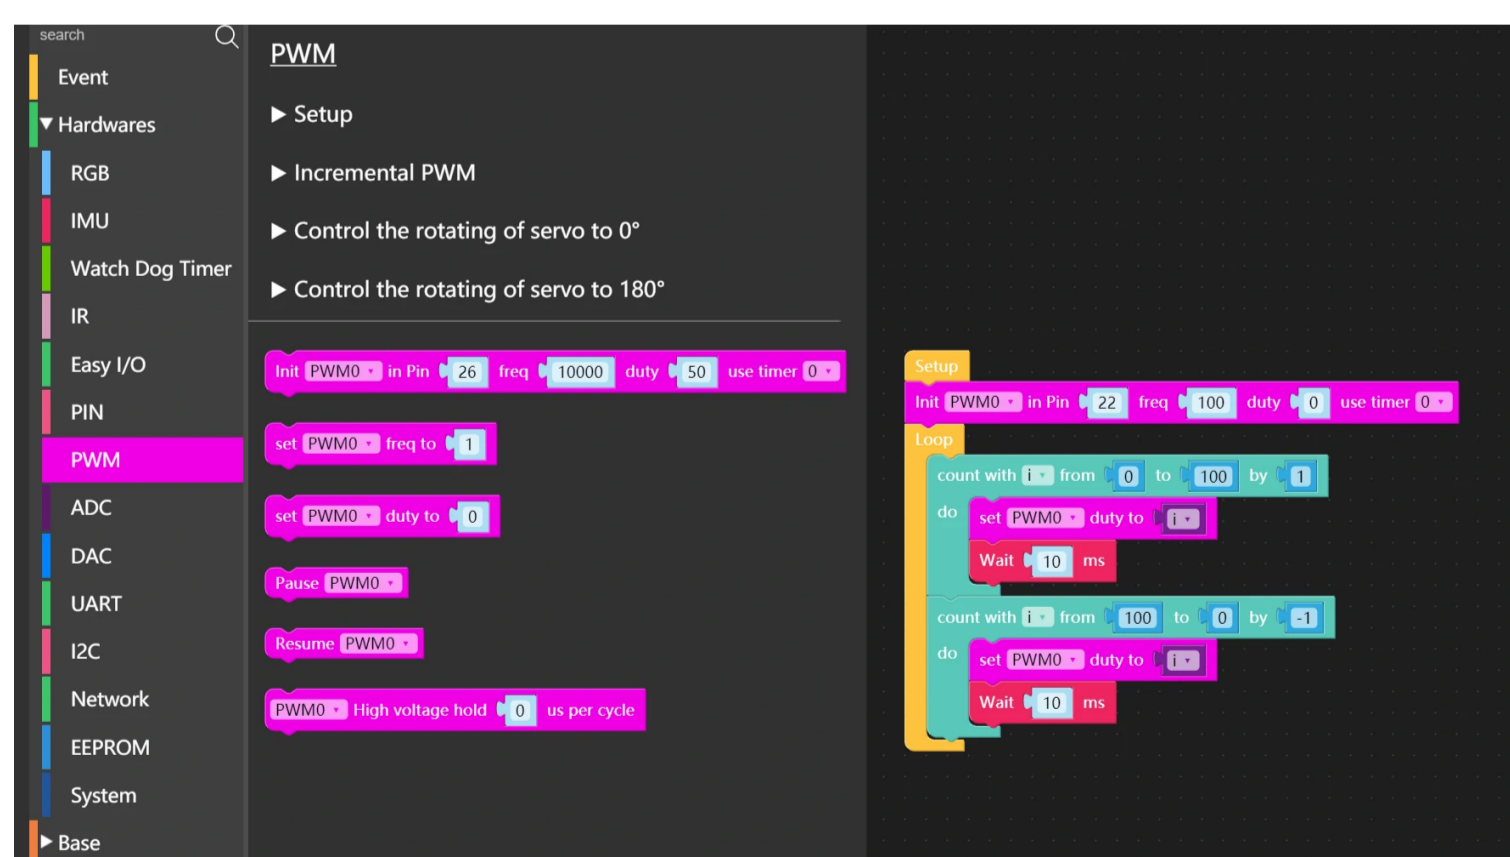 search
Event
Hardwares
RGB
IMU
Watch Dog Timer
IR
Easy I/O
PIN
PWM
ADC
DAC
UART
I2C
Network
EEPROM
System
Base
PWM
Setup
Incremental PWM
Control the rotating of servo to 0°
Control the rotating of servo to 180°
Init PWM0 in Pin 26 freq 10000 duty 50 use timer 0
set PWM0 freq to 1
set PWM0 duty to 0
Pause PWM0
Resume PWM0
PWM0 High voltage hold 0 us per cycle
Setup
Init PWM0 in Pin 22 freq 100 duty 0 use timer 0
Loop
count with i from 0 to 100 by 1
do set PWM0 duty to i
Wait 10 ms
count with i from 100 to 0 by -1
do set PWM0 duty to i
Wait 10 ms